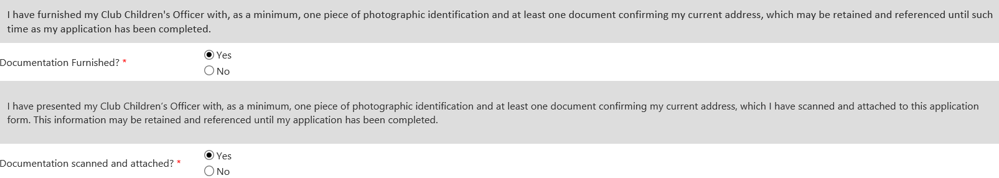 I have furnished my Club Children's Officer with, as a minimum, one piece of photographic identification and at least one document confirming my current address, which may be retained and referenced until such
time as my application has been completed.
Documentation Furnished? *
Yes
No
I have presented my Club Children’s Officer with, as a minimum, one piece of photographic identification and at least one document confirming my current address, which I have scanned and attached to this application
form. This information may be retained and referenced until my application has been completed.
Documentation scanned and attached? *
Yes
No